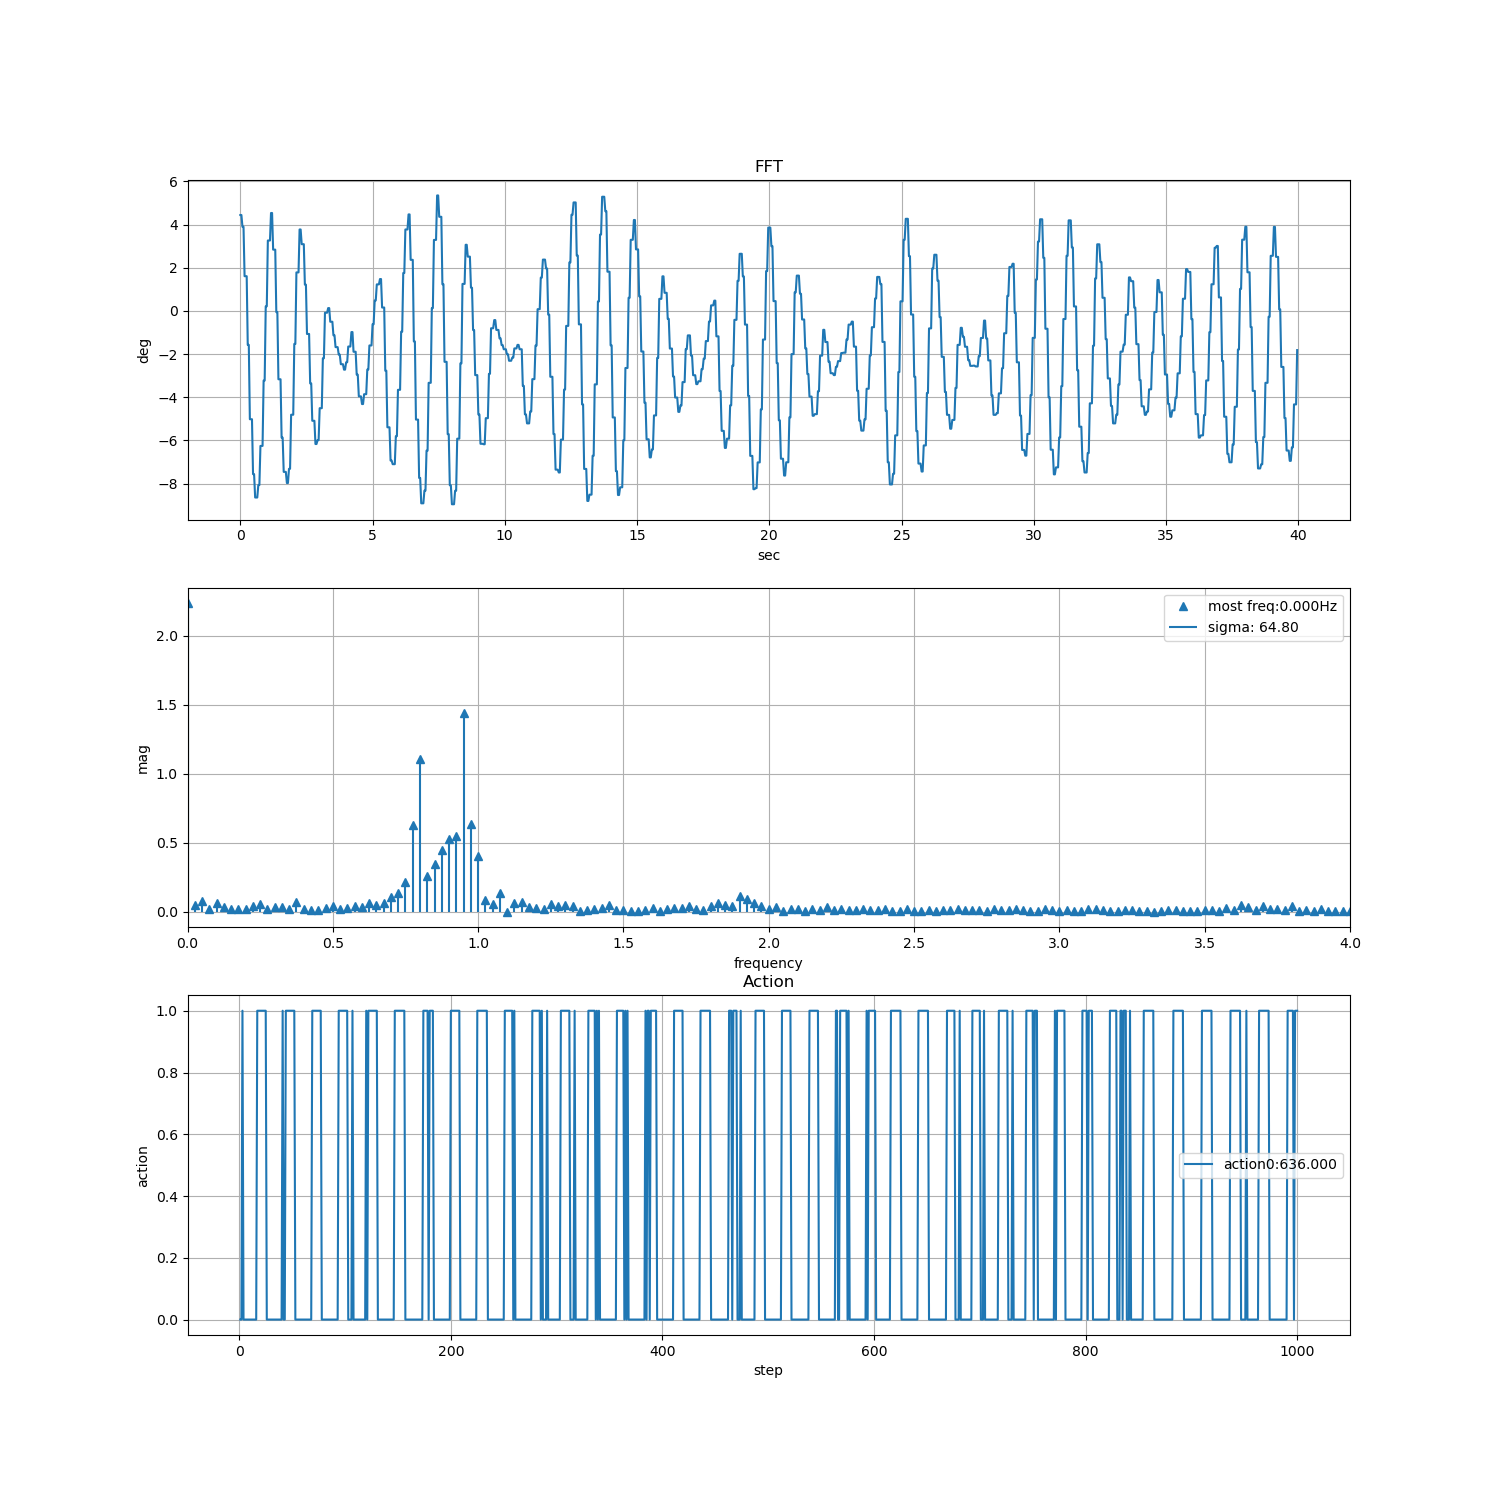 FFT
6
4
2
0
−2
−4
−6
−8
deg
0 5 10 15 20 25 30 35 40
sec
most freq:0.000Hz
sigma: 64.80
2.0
1.5
1.0
0.5
0.0
mag
0.0 0.5 1.0 1.5 2.0 2.5 3.0 3.5 4.0
frequency
Action
1.0
0.8
0.6
0.4
0.2
0.0
action
action0:636.000
0 200 400 600 800 1000
step